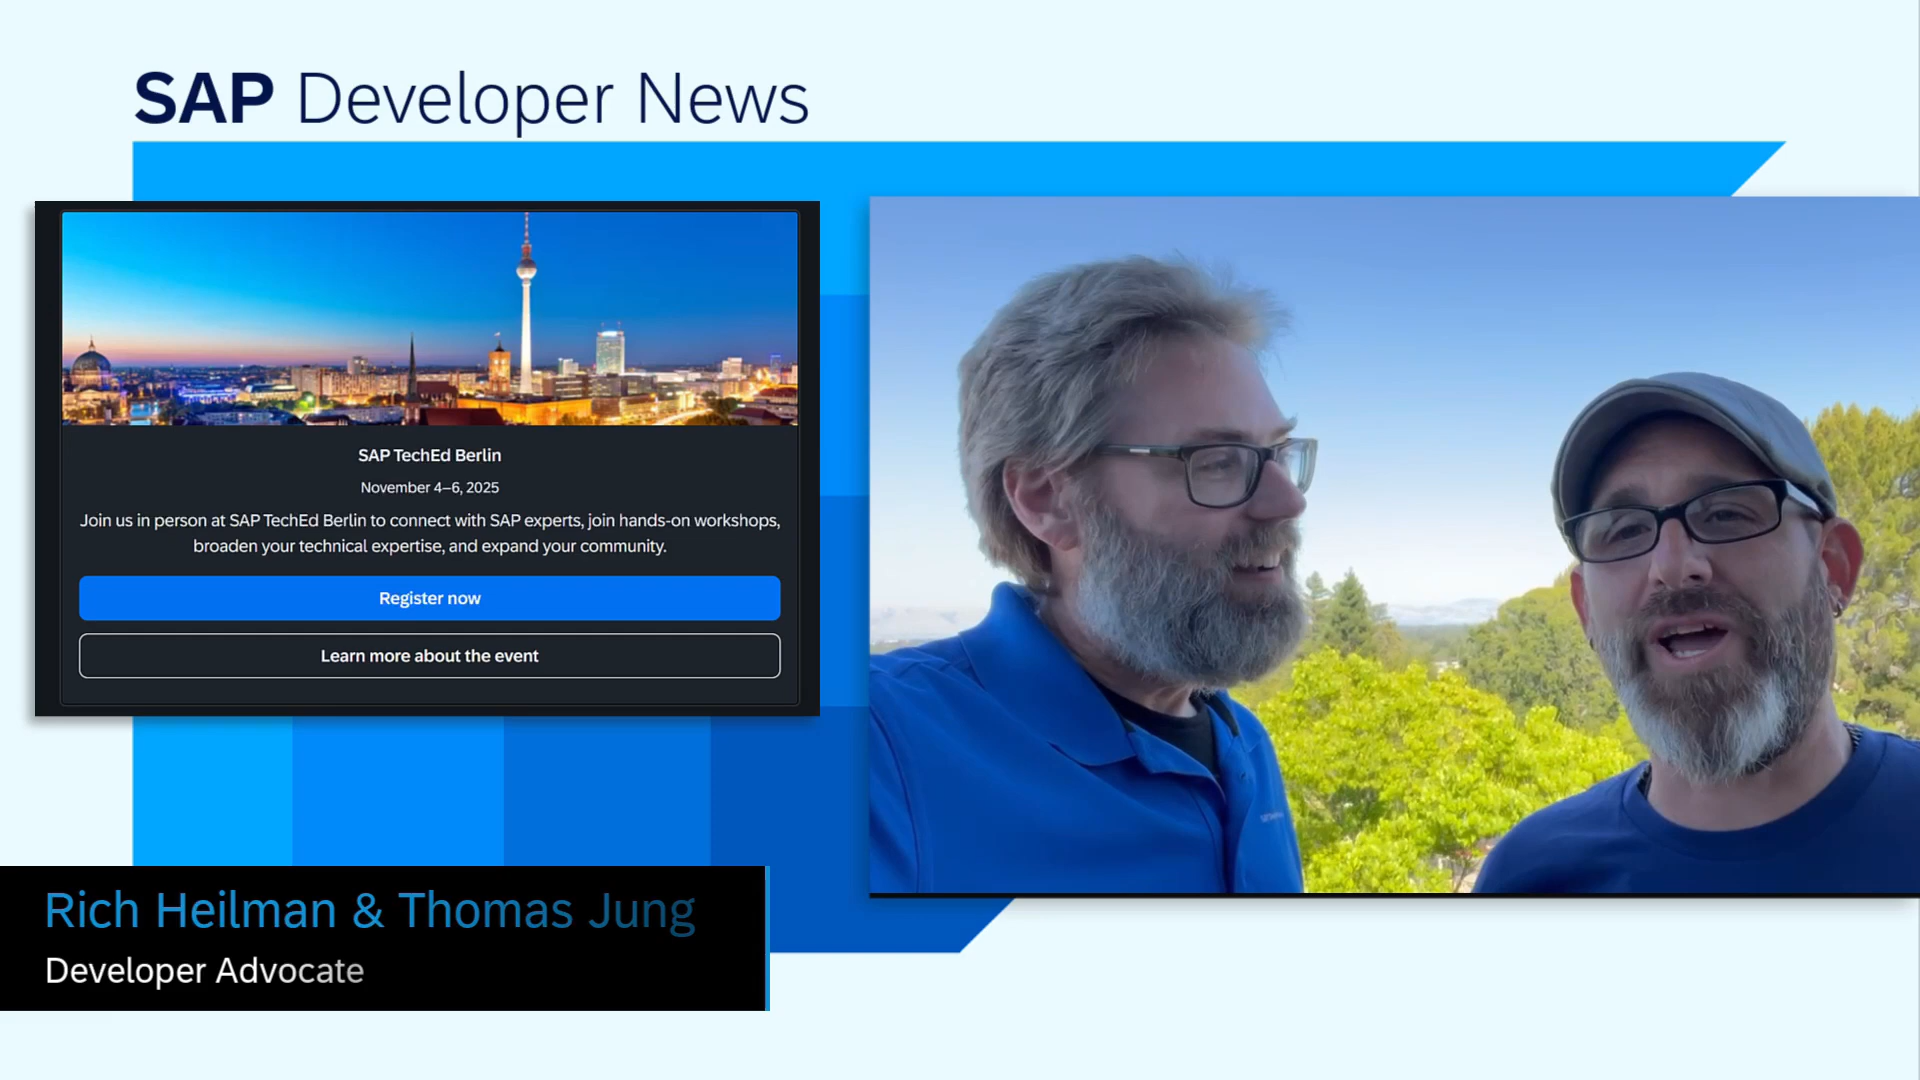 SAP Developer News
SAP TechEd Berlin
November 4–6, 2025
Join us in person at SAP TechEd Berlin to connect with SAP experts, join hands-on workshops,
broaden your technical expertise, and expand your community.
Register now
Learn more about the event
Rich Heilman & Thomas Jung
Developer Advocate